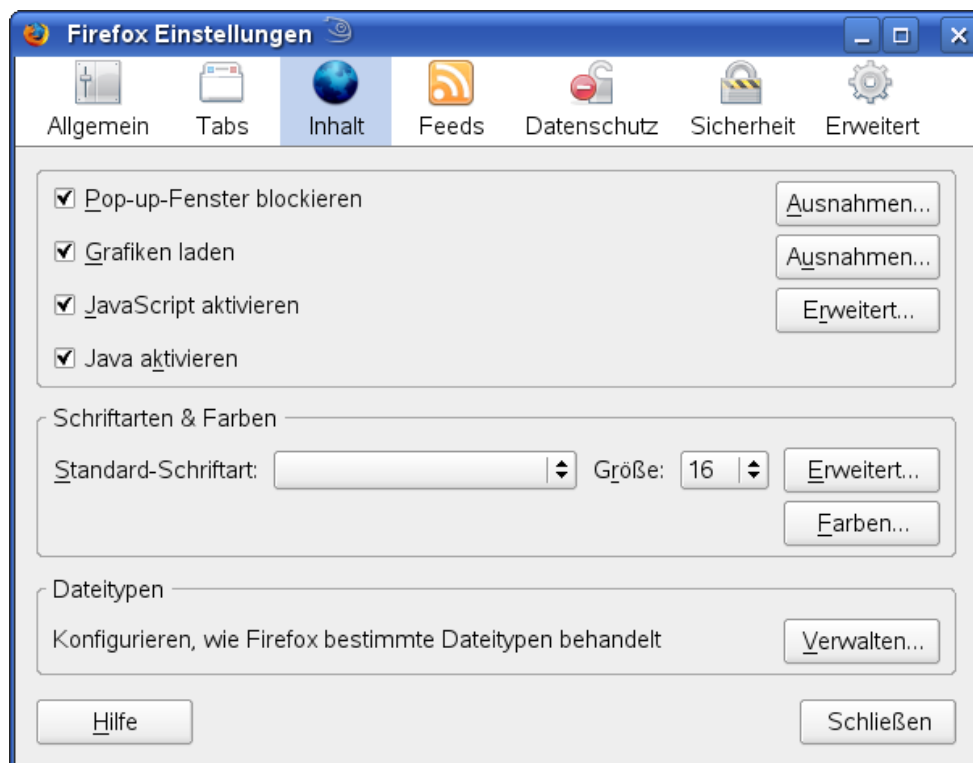 Firefox Einstellungen
Allgemein Tabs Inhalt Feeds Datenschutz Sicherheit Erweitert
Pop-up-Fenster blockieren Ausnahmen...
Grafiken laden Ausnahmen...
JavaScript aktivieren Erweitert...
Java aktivieren
Schriftarten & Farben
Standard-Schriftart: Größe: 16 Erweitert...
Farben...
Dateitypen
Konfigurieren, wie Firefox bestimmte Dateitypen behandelt Verwalten...
Hilfe Schließen